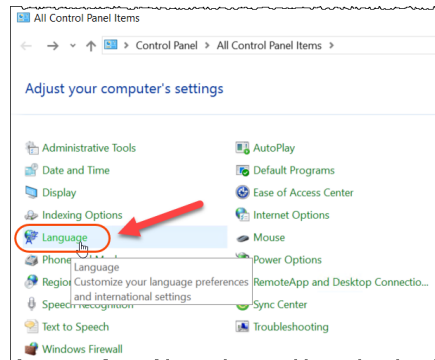 All Control Panel Items
Control Panel > All Control Panel Items >
Adjust your computer's settings
Administrative Tools
AutoPlay
Date and Time
Default Programs
Display
Ease of Access Center
Indexing Options
Internet Options
Language
Mouse
Phone
Power Options
Language
Customize your language preferences
and international settings
Region
RemoteApp and Desktop Connectio...
Speech Recognition
Sync Center
Text to Speech
Troubleshooting
Windows Firewall